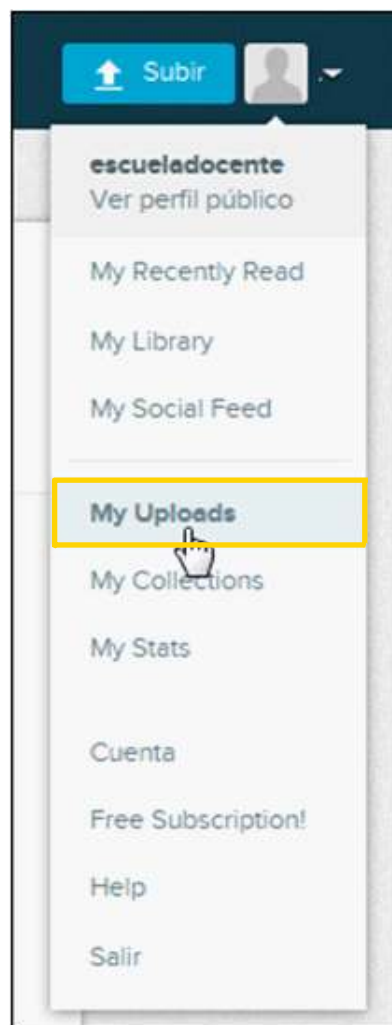 Subir
escueladocente
Ver perfil público
My Recently Read
My Library
My Social Feed
My Uploads
My Collections
My Stats
Cuenta
Free Subscription!
Help
Salir